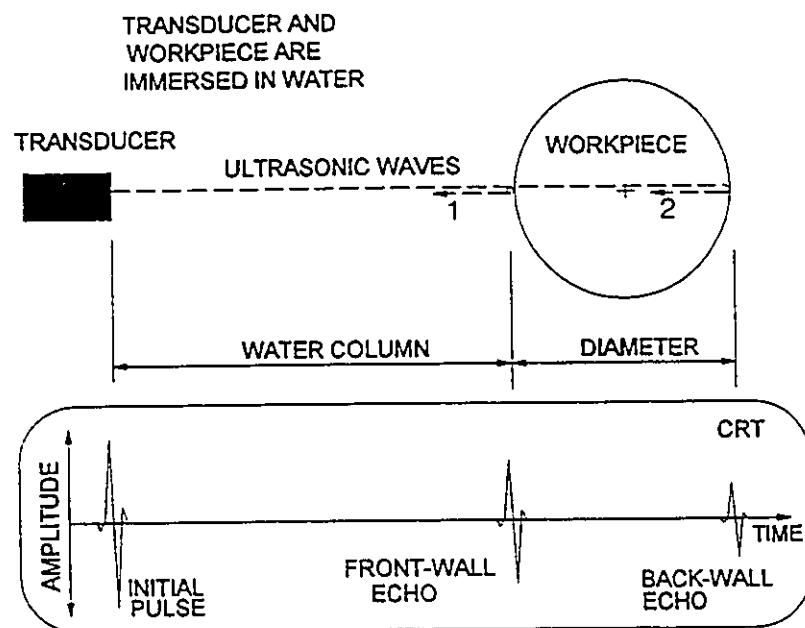 TRANSDUCER AND
WORKPIECE ARE
IMMERSED IN WATER
TRANSDUCER
ULTRASONIC WAVES
WORKPIECE
1
2
WATER COLUMN
DIAMETER
CRT
AMPLITUDE
TIME
INITIAL
PULSE
FRONT-WALL
ECHO
BACK-WALL
ECHO